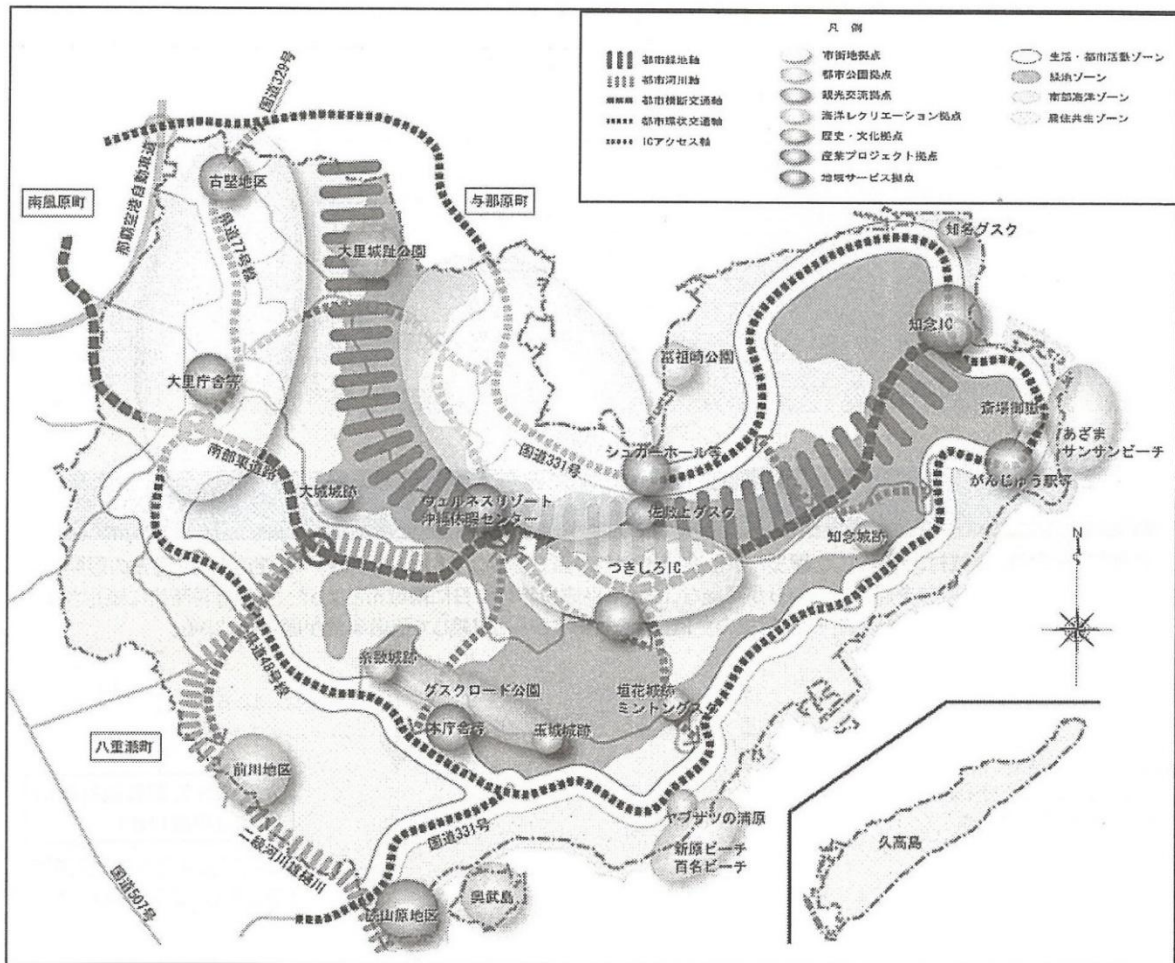 凡 例
都市緑地軸
都市河川軸
都市横断交通軸
都市環状交通軸
ICアクセス軸
市街地拠点
都市公園拠点
観光交流拠点
海洋レクリエーション拠点
歴史・文化拠点
産業プロジェクト拠点
地域サービス拠点
生活・都市活動ゾーン
緑地ゾーン
南部海洋ゾーン
農住共生ゾーン
国道329号
那覇空港自動車道
南風原町
古堅地区
与那原町
県道77号線
大里城趾公園
知名グスク
知念IC
冨祖崎公園
大里庁舎等
斎場御嶽
あざま
サンサンビーチ
国道331号
シュガーホール等
南部東道路
がんじゅう駅等
大城城跡
ウェルネスリゾート
沖縄休暇センター
佐敷上グスク
知念城跡
つきしろIC
N
県道48号線
糸数城跡
グスクロード公園
垣花城跡
ミントングスク
本庁舎等
玉城城跡
八重瀬町
前川地区
ヤブサツの浦原
国道331号
新原ビーチ
百名ビーチ
二級河川雄樋川
国道507号
奥武島
久高島